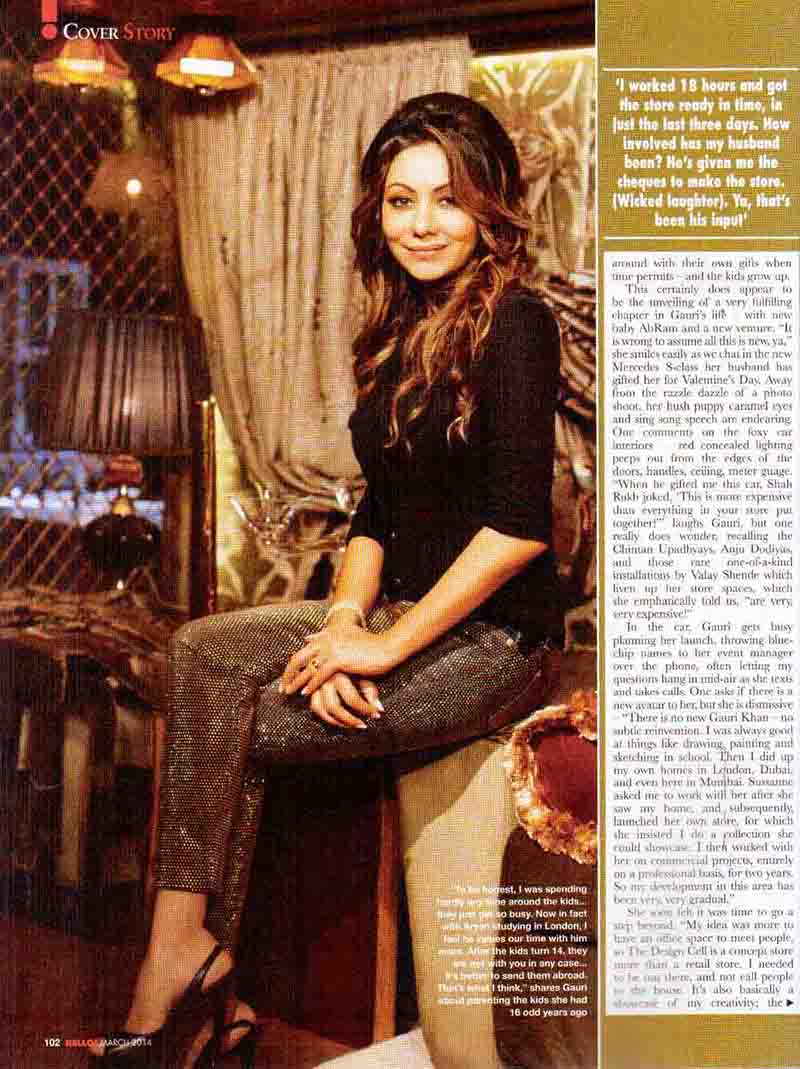 COVER STORY
'I worked 18 hours and got
the store ready in time, in
just the last three days. How
involved has my husband
been? He's given me the
cheques to make the store.
(Wicked laughter). Ya, that's
been his input'
around with their own gifts when
time permits – and the kids grow up.
This certainly does appear to
be the unveiling of a very fulfilling
chapter in Gauri's life with new
baby AbRam and a new venture. "It
is wrong to assume all this is new, ya,"
she smiles easily as we chat in the new
Mercedes S-class her husband has
gifted her for Valentine's Day. Away
from the razzle dazzle of a photo
shoot, her hush puppy caramel eyes
and sing song speech are endearing.
One comments on the foxy car
interiors red concealed lighting
peeps out from the edges of the
doors, handles, ceiling, meter guage.
"When he gifted me this car, Shah
Rukh joked, 'This is more expensive
than everything in your store put
together!'" laughs Gauri, but one
really does wonder, recalling the
Chintan Upadhyays, Anju Dodiyas,
and those rare one-of-a-kind
installations by Valay Shende which
liven up her store spaces, which
she emphatically told us, "are very,
very expensive!"
In the car, Gauri gets busy
planning her launch, throwing blue-
chip names to her event manager
over the phone, often letting my
questions hang in mid-air as she texts
and takes calls. One asks if there is a
new avatar to her, but she is dismissive
– "There is no new Gauri Khan – no
subtle reinvention. I was always good
at things like drawing, painting and
sketching in school. Then I did up
my own homes in London, Dubai,
and even here in Mumbai. Sussanne
asked me to work with her after she
saw my home, and subsequently,
launched her own store, for which
she insisted I do a collection she
could showcase. I then worked with
her on commercial projects, entirely
on a professional basis, for two years.
So my development in this area has
been very, very gradual."
She soon felt it was time to go a
step beyond. "My idea was more to
have an office space to meet people,
so The Design Cell is a concept store
more than a retail store. I needed
to be out there, and not call people
to the house. It's also basically a
showcase of my creativity; the ▶
"To be honest, I was spending
hardly any time around the kids...
they just get so busy. Now in fact
with Aryan studying in London, I
feel he values our time with him
more. After the kids turn 14, they
are not with you in any case...
It's better to send them abroad.
That's what I think," shares Gauri
about parenting the kids she had
16 odd years ago
102 HELLO! MARCH 2014